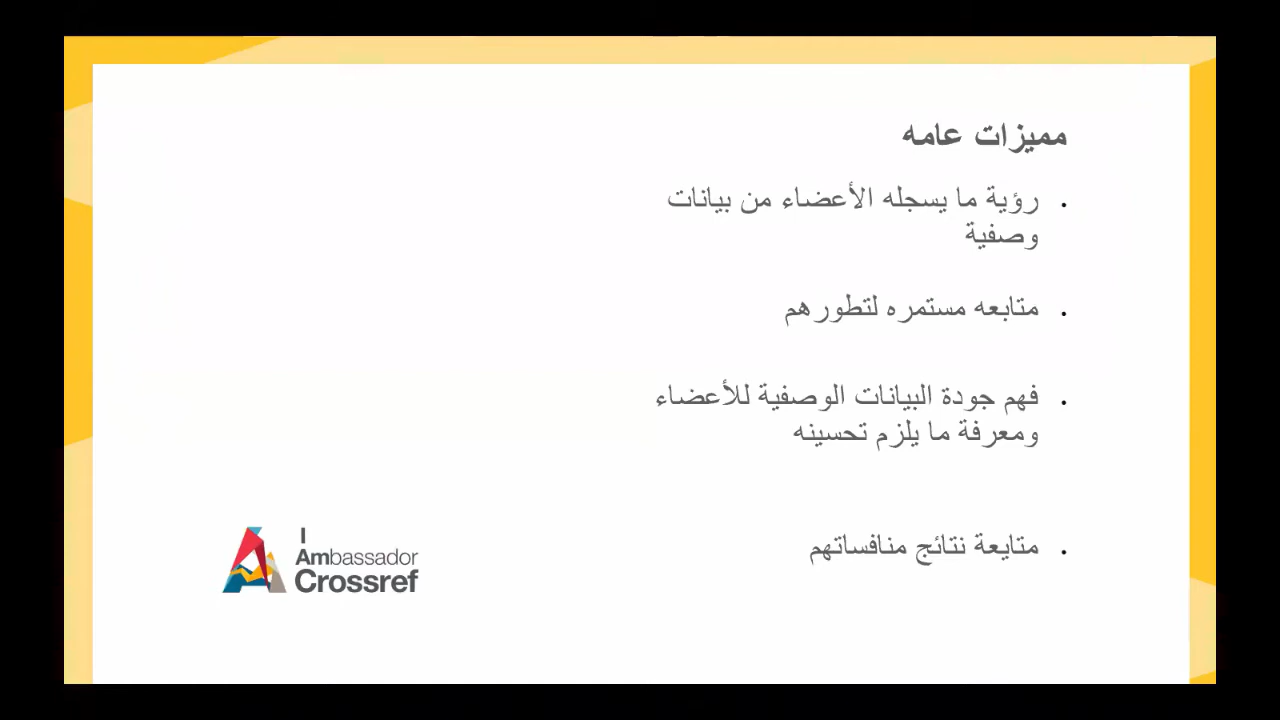 مميزات عامه
• رؤية ما يسجله الأعضاء من بيانات
وصفية
• متابعه مستمره لتطورهم
• فهم جودة البيانات الوصفية للأعضاء
ومعرفة ما يلزم تحسينه
• متايعة نتائج منافساتهم
I
Ambassador
Crossref